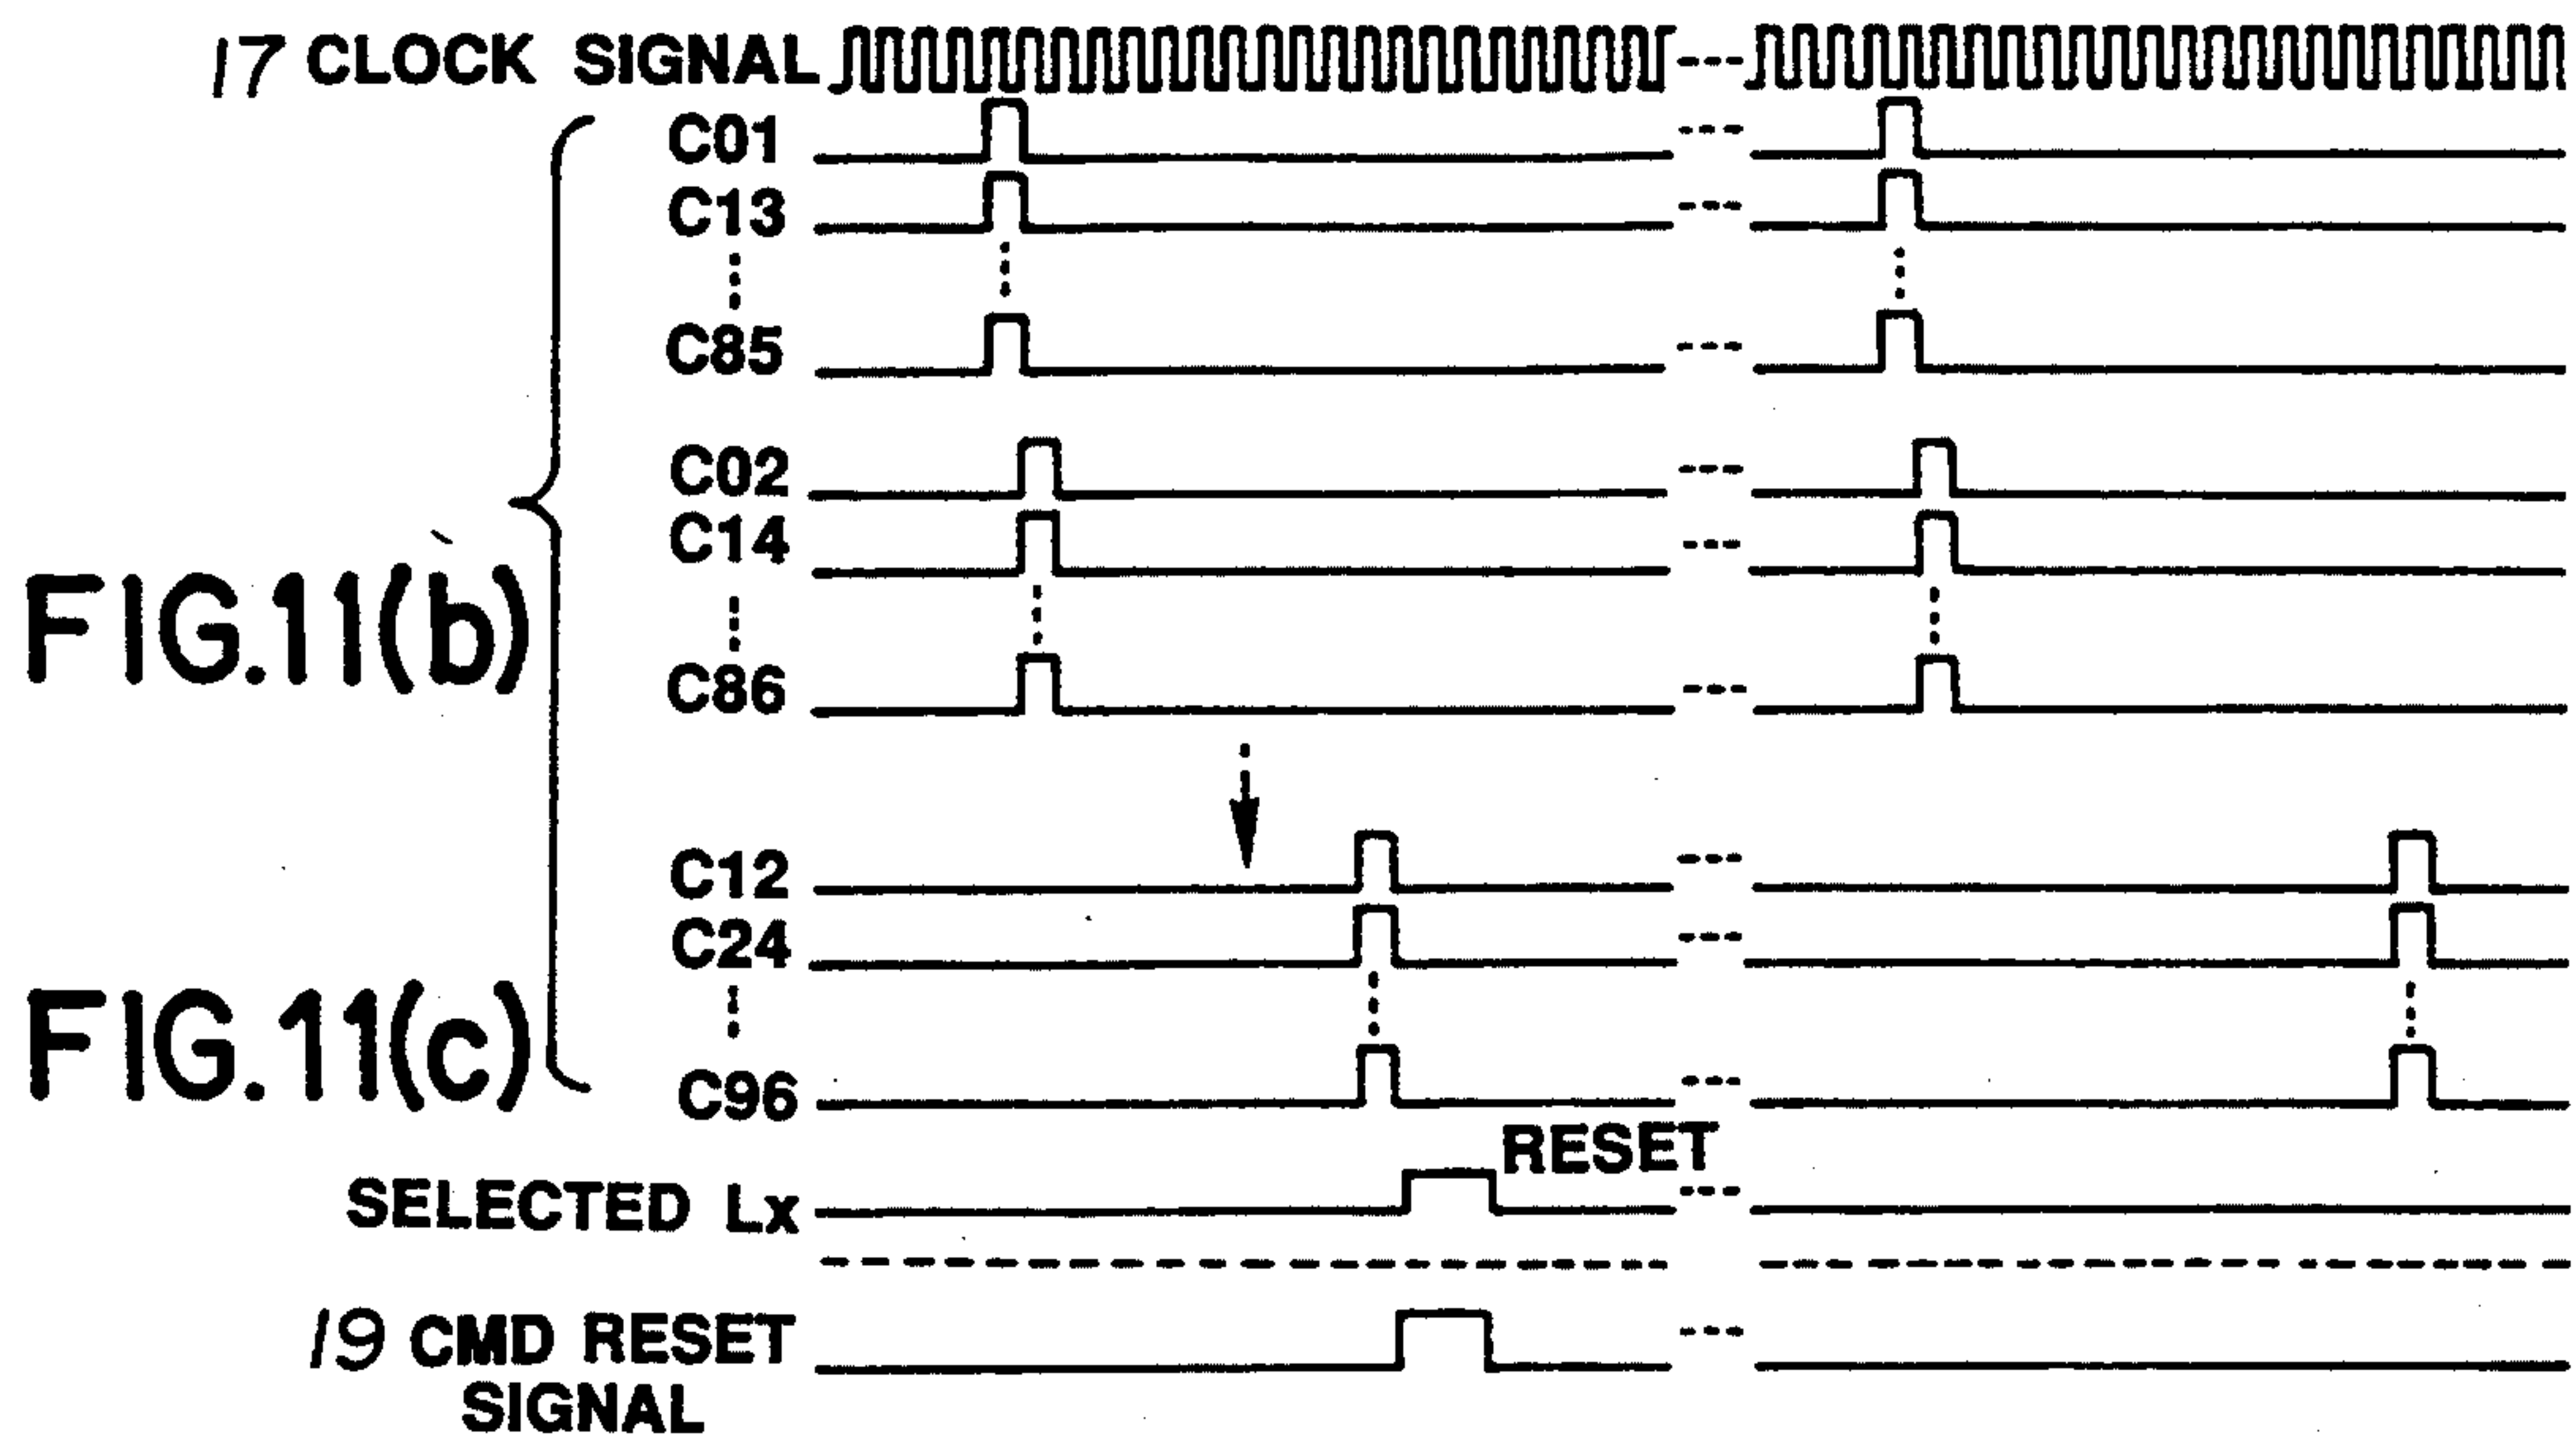 17 CLOCK SIGNAL
C01
C13
C85
C02
C14
FIG.11(b)
C86
C12
C24
FIG.11(c)
C96
RESET
SELECTED Lx
19 CMD RESET
SIGNAL